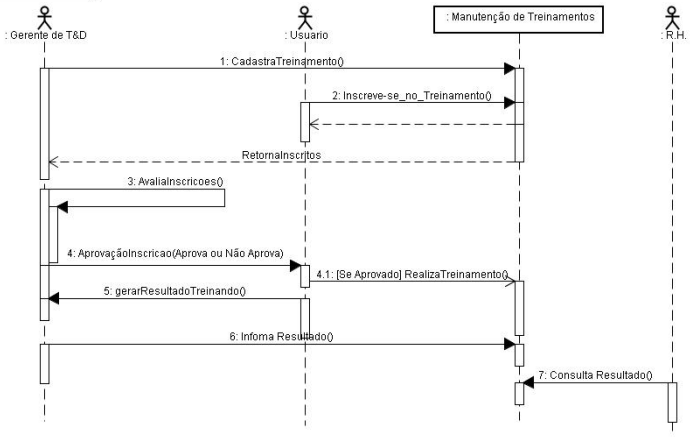 : Gerente de T&D
: Usuario
: Manutenção de Treinamentos
: R.H.
1: CadastraTreinamento()
2: Inscreve-se_no_Treinamento()
RetornaInscritos
3: AvaliaInscricoes()
4: AprovaçãoInscricao(Aprova ou Não Aprova)
4.1: [Se Aprovado] RealizaTreinamento()
5: gerarResultadoTreinando()
6: Infoma Resultado()
7: Consulta Resultado()